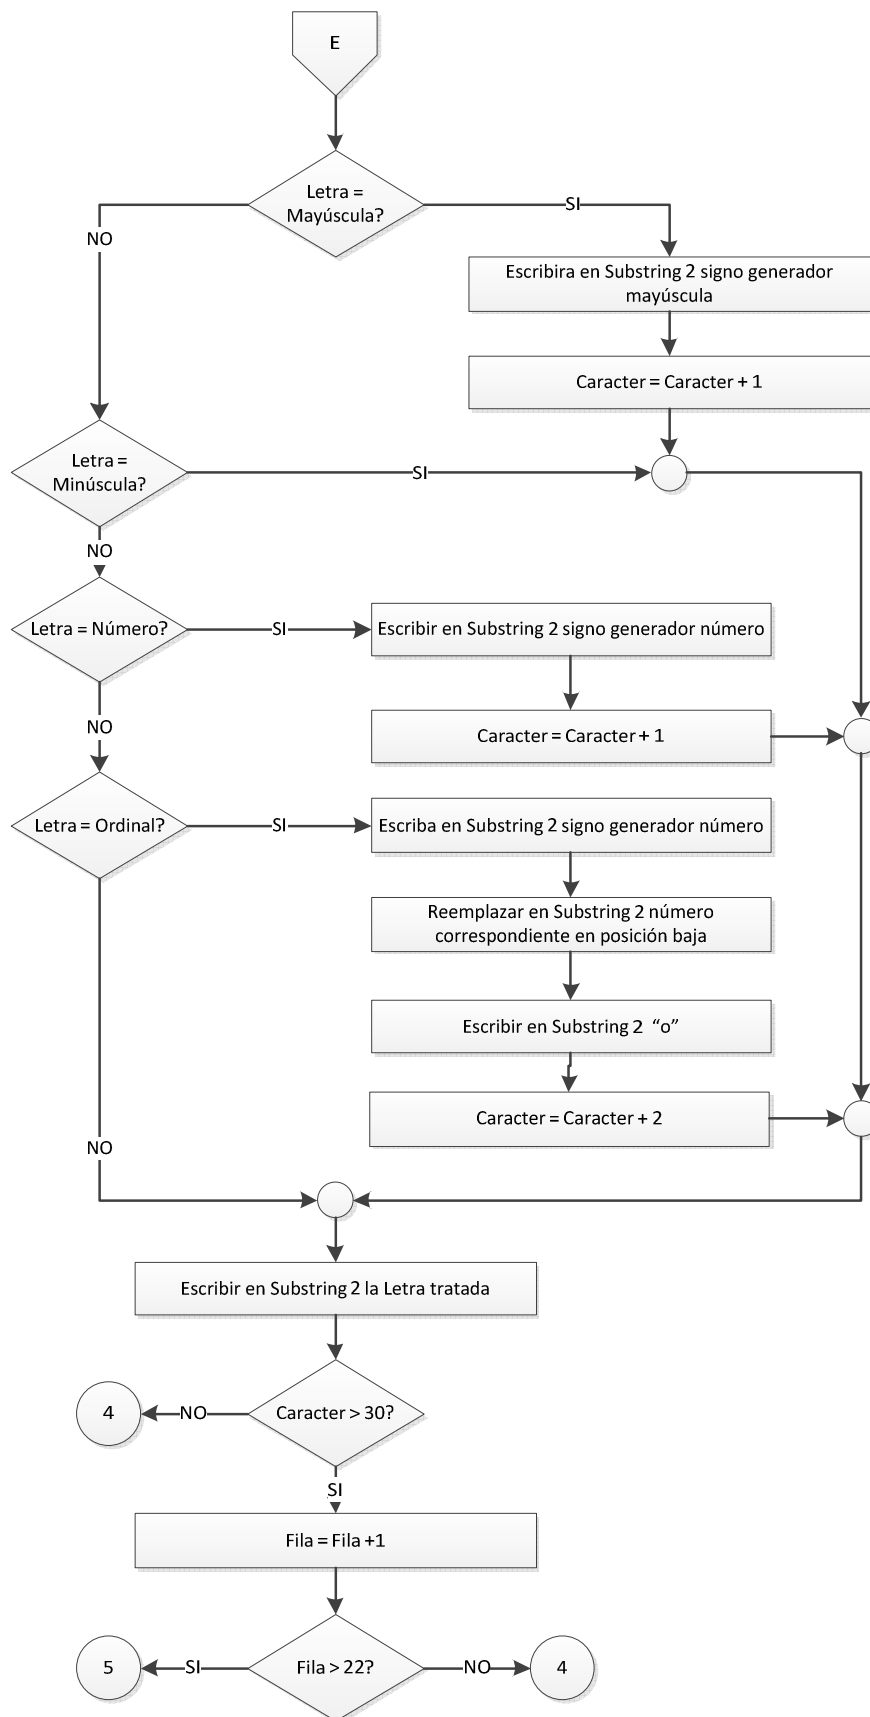 E
Letra =
Mayúscula?
SI
NO
Escribira en Substring 2 signo generador
mayúscula
Caracter = Caracter + 1
Letra =
Minúscula?
SI
NO
Letra = Número?
SI
Escribir en Substring 2 signo generador número
NO
Caracter = Caracter + 1
Letra = Ordinal?
SI
Escriba en Substring 2 signo generador número
Reemplazar en Substring 2 número
correspondiente en posición baja
Escribir en Substring 2 “o”
Caracter = Caracter + 2
NO
Escribir en Substring 2 la Letra tratada
4
NO
Caracter > 30?
SI
Fila = Fila +1
5
SI
Fila > 22?
NO
4